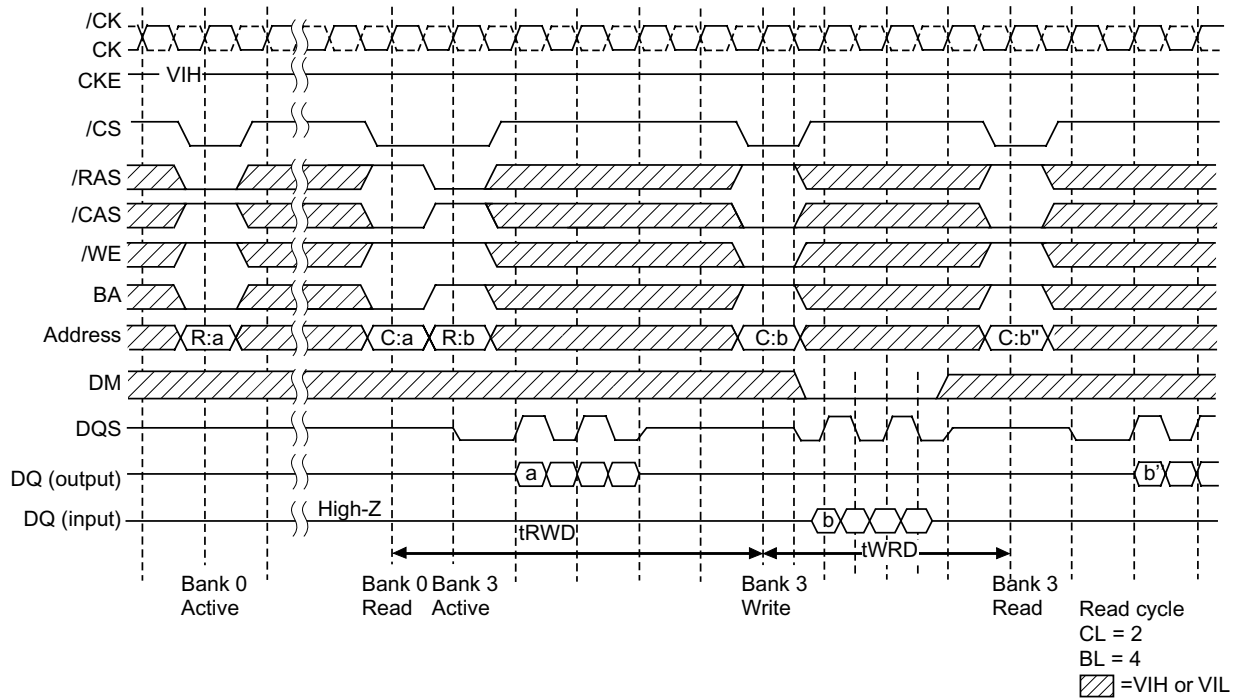 /CK
CK
CKE
VIH
/CS
/RAS
/CAS
/WE
BA
Address
R:a
C:a
R:b
C:b
C:b"
DM
DQS
DQ (output)
a
b'
DQ (input)
High-Z
b
tRWD
tWRD
Bank 0
Active
Bank 0
Read
Bank 3
Active
Bank 3
Write
Bank 3
Read
Read cycle
CL = 2
BL = 4
=VIH or VIL